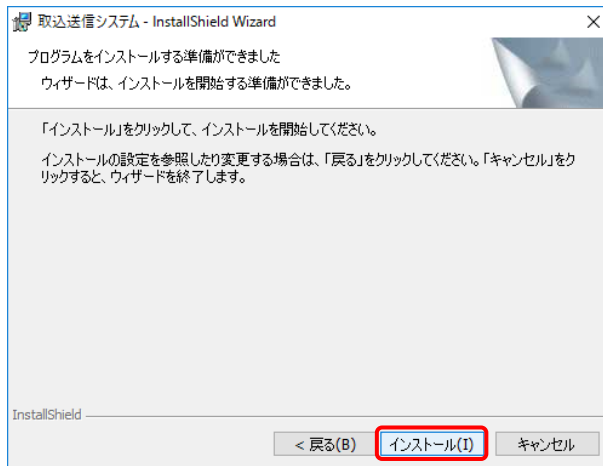 取込送信システム - InstallShield Wizard
プログラムをインストールする準備ができました
ウィザードは、インストールを開始する準備ができました。
「インストール」をクリックして、インストールを開始してください。
インストールの設定を参照したり変更する場合は、「戻る」をクリックしてください。「キャンセル」をク
リックすると、ウィザードを終了します。
InstallShield
< 戻る(B) インストール(I) キャンセル